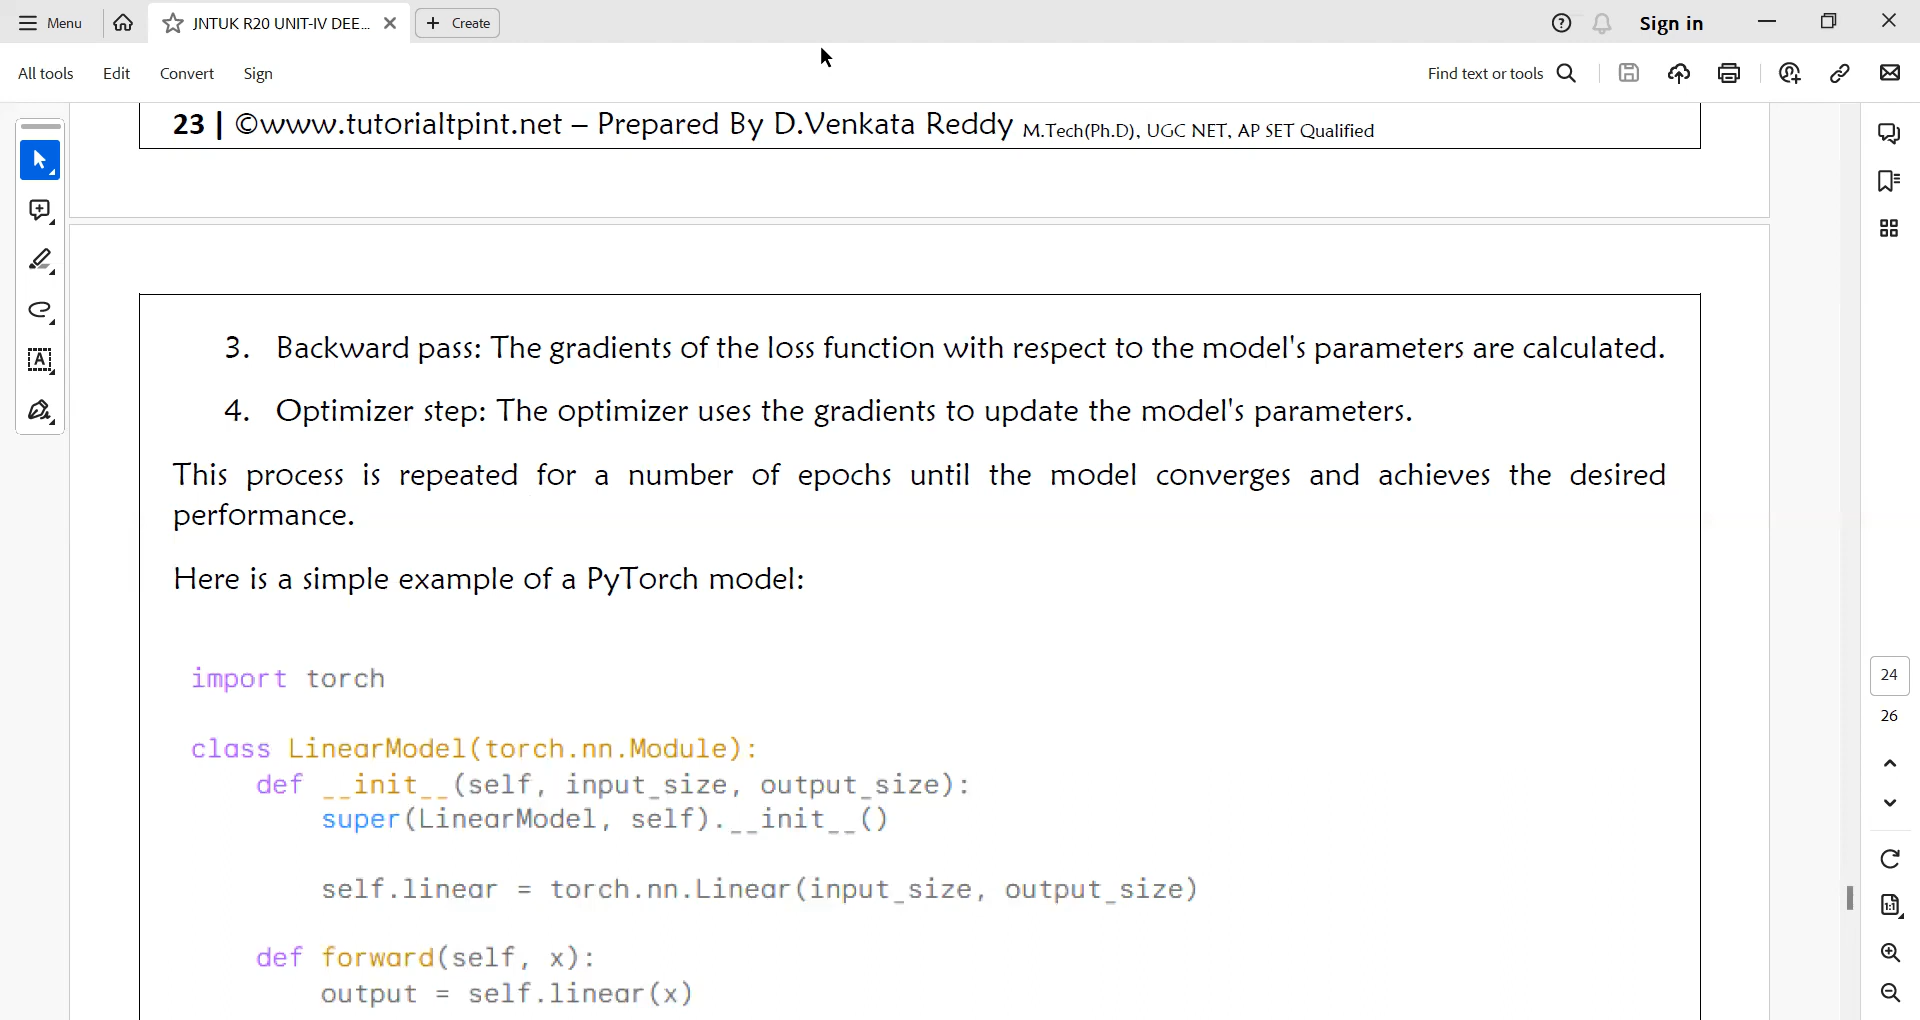 Menu
JNTUK R20 UNIT-IV DEE...
Create
Sign in
All tools Edit Convert Sign
Find text or tools
23 | ©www.tutorialtpint.net – Prepared By D.Venkata Reddy M.Tech(Ph.D), UGC NET, AP SET Qualified
3. Backward pass: The gradients of the loss function with respect to the model's parameters are calculated.
4. Optimizer step: The optimizer uses the gradients to update the model's parameters.
This process is repeated for a number of epochs until the model converges and achieves the desired
performance.
Here is a simple example of a PyTorch model:
import torch
class LinearModel(torch.nn.Module):
    def __init__(self, input_size, output_size):
        super(LinearModel, self).__init__()
        self.linear = torch.nn.Linear(input_size, output_size)
    def forward(self, x):
        output = self.linear(x)
24
26